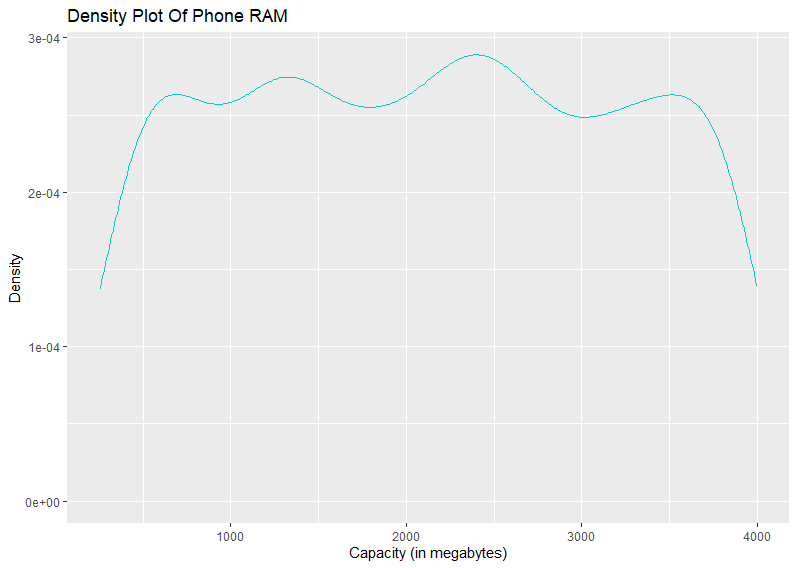 Density Plot Of Phone RAM
3e-04
2e-04
1e-04
0e+00
Density
1000 2000 3000 4000
Capacity (in megabytes)